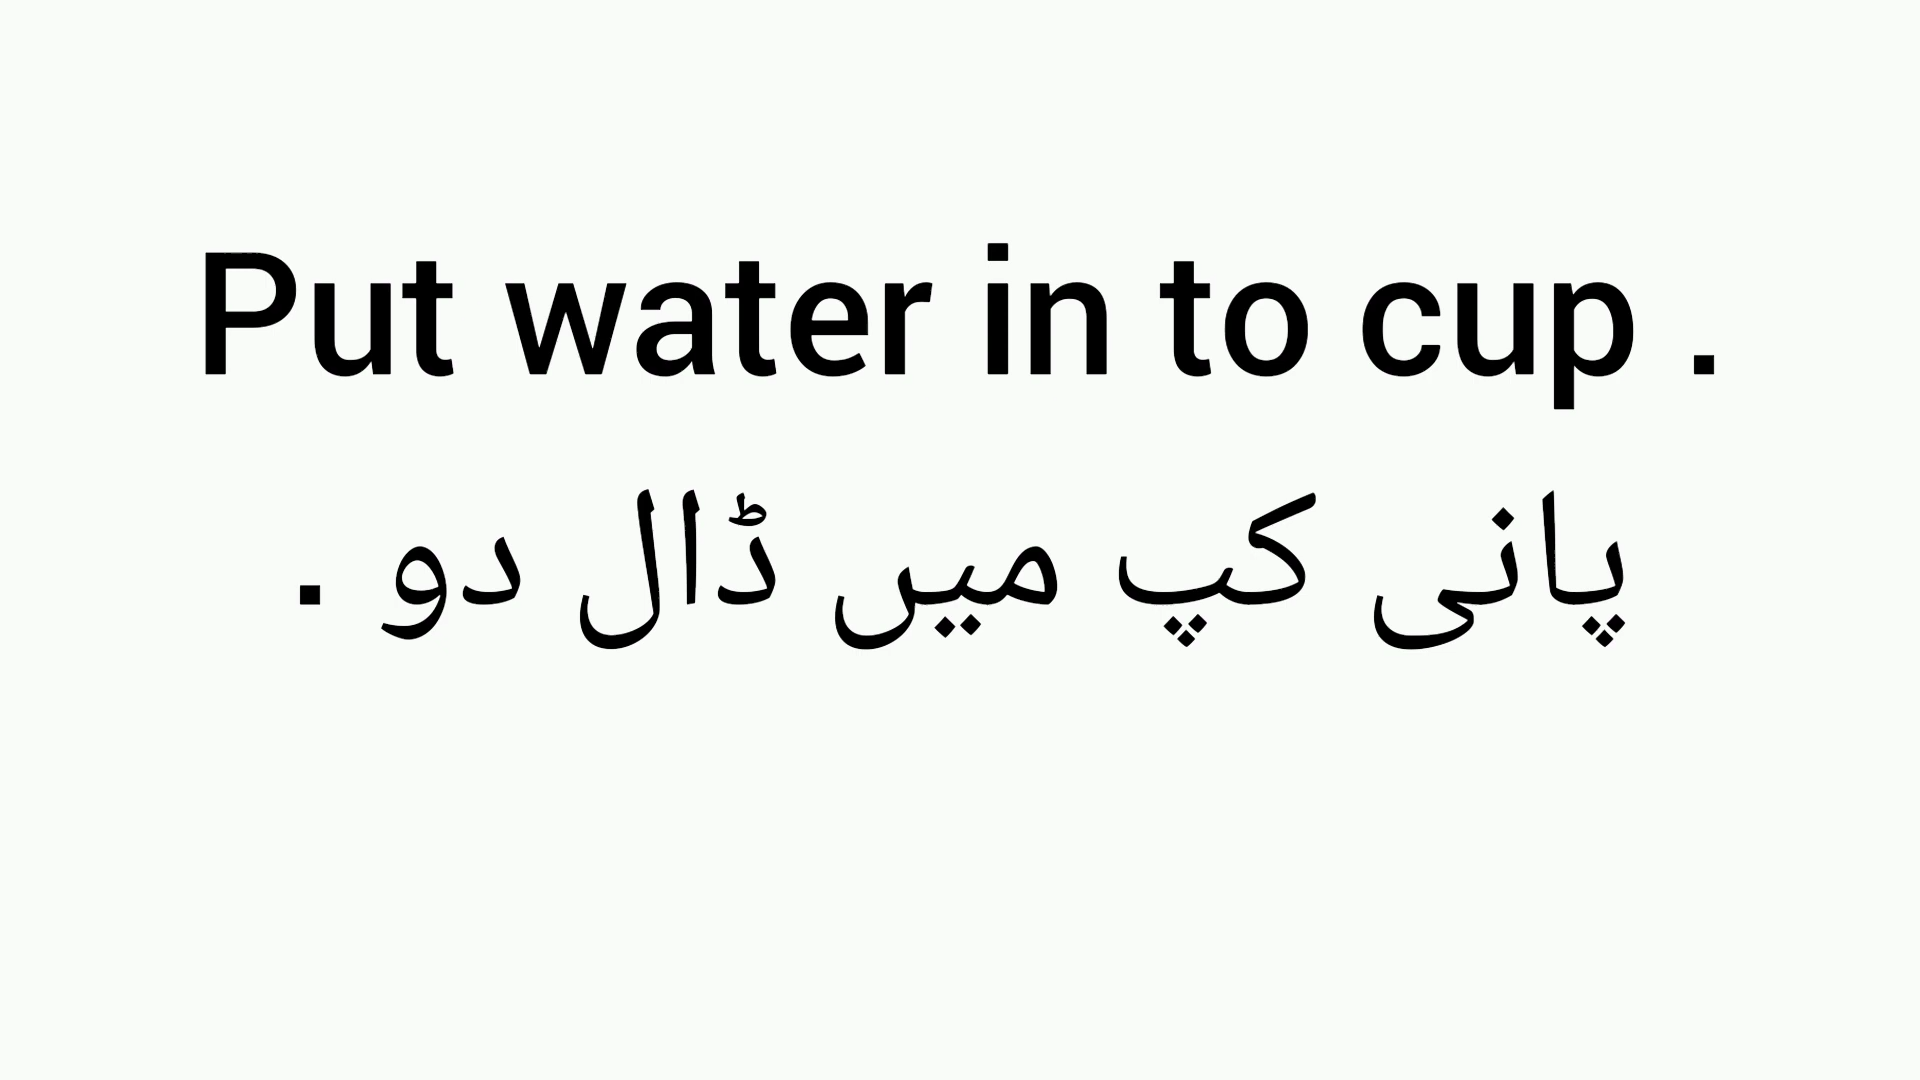 Put water in to cup .
پانی کپ میں ڈال دو .